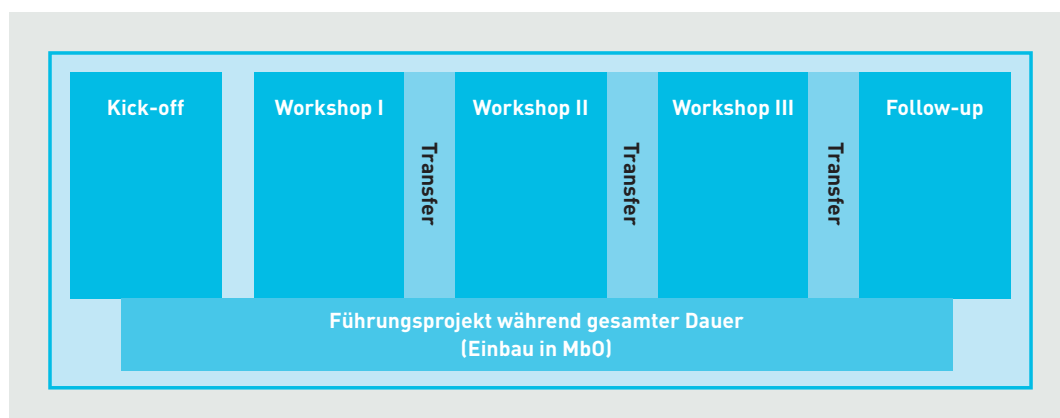 Kick-off
Workshop I
Transfer
Workshop II
Transfer
Workshop III
Transfer
Follow-up
Führungsprojekt während gesamter Dauer
(Einbau in MbO)